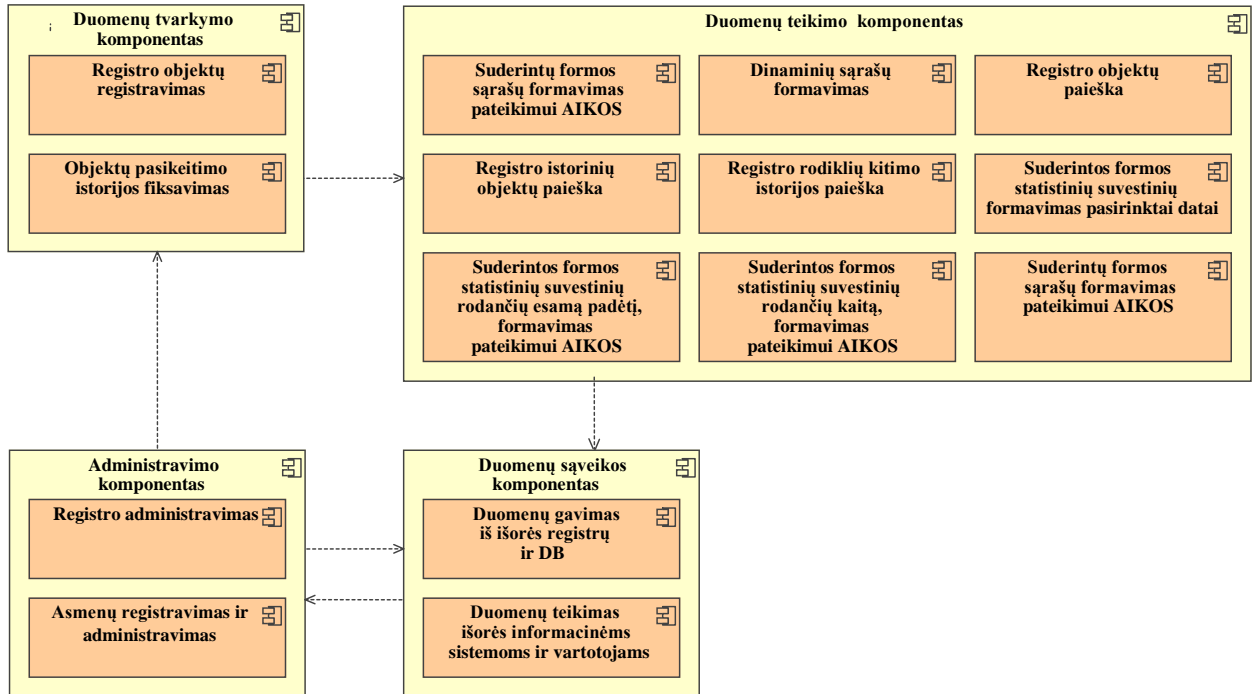 Duomenų tvarkymo
komponentas
Registro objektų
registravimas
Objektų pasikeitimo
istorijos fiksavimas
Duomenų teikimo komponentas
Suderintų formos
sąrašų formavimas
pateikimui AIKOS
Dinaminių sąrašų
formavimas
Registro objektų
paieška
Registro istorinių
objektų paieška
Registro rodiklių kitimo
istorijos paieška
Suderintos formos
statistinių suvestinių
formavimas pasirinktai datai
Suderintos formos
statistinių suvestinių
rodančių esamą padėtį,
formavimas
pateikimui AIKOS
Suderintos formos
statistinių suvestinių
rodančių kaitą,
formavimas
pateikimui AIKOS
Suderintų formos
sąrašų formavimas
pateikimui AIKOS
Administravimo
komponentas
Registro administravimas
Asmenų registravimas ir
administravimas
Duomenų sąveikos
komponentas
Duomenų gavimas
iš išorės registrų
ir DB
Duomenų teikimas
išorės informacinėms
sistemoms ir vartotojams